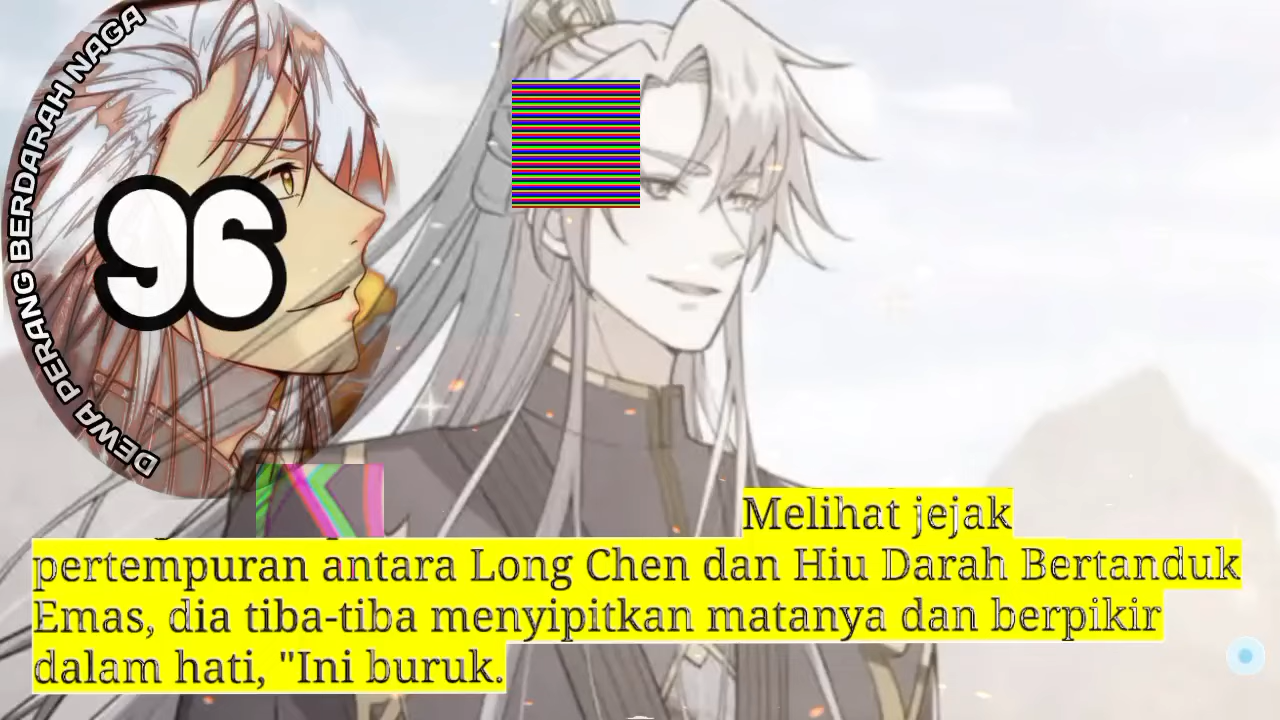 DEWA PERANG BERDARAH NAGA
96
Melihat jejak
pertempuran antara Long Chen dan Hiu Darah Bertanduk
Emas, dia tiba-tiba menyipitkan matanya dan berpikir
dalam hati, "Ini buruk.